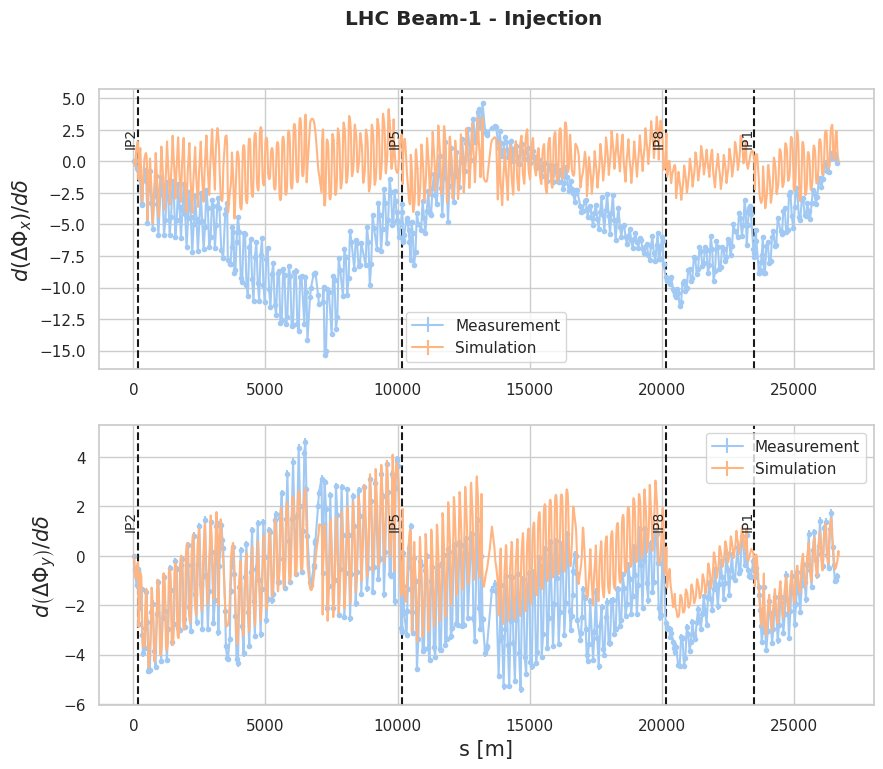 LHC Beam-1 - Injection
d(ΔΦx)/dδ
5.0
2.5
0.0
−2.5
−5.0
−7.5
−10.0
−12.5
−15.0
IP2
IP5
IP8
IP1
Measurement
Simulation
0
5000
10000
15000
20000
25000
d(ΔΦy)/dδ
4
2
0
−2
−4
−6
IP2
IP5
IP8
IP1
Measurement
Simulation
0
5000
10000
15000
20000
25000
s [m]